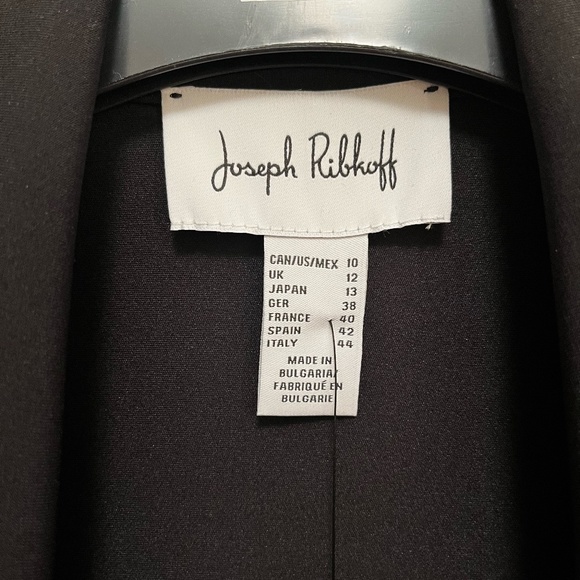 Joseph Ribkoff
CAN/US/MEX 10
UK 12
JAPAN 13
GER 38
FRANCE 40
SPAIN 42
ITALY 44
MADE IN
BULGARIA/
FABRIQUÉ EN
BULGARIE